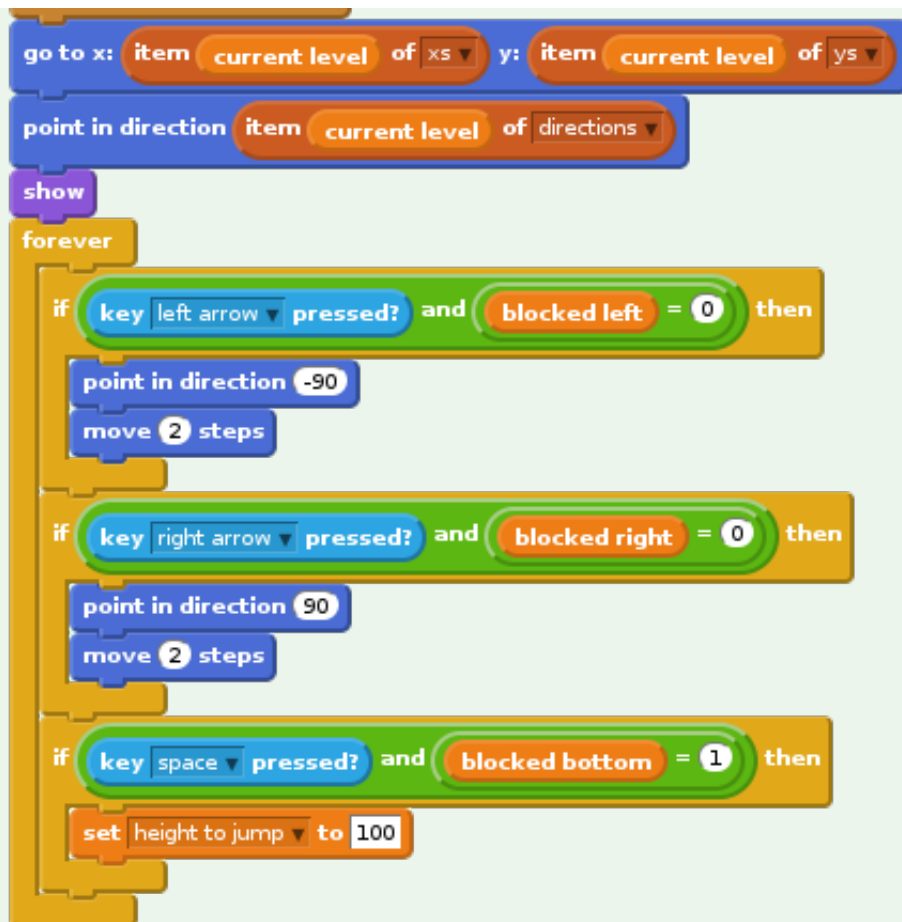 go to x: item current level of xs y: item current level of ys
point in direction item current level of directions
show
forever
if key left arrow pressed? and blocked left = 0 then
point in direction -90
move 2 steps
if key right arrow pressed? and blocked right = 0 then
point in direction 90
move 2 steps
if key space pressed? and blocked bottom = 1 then
set height to jump to 100